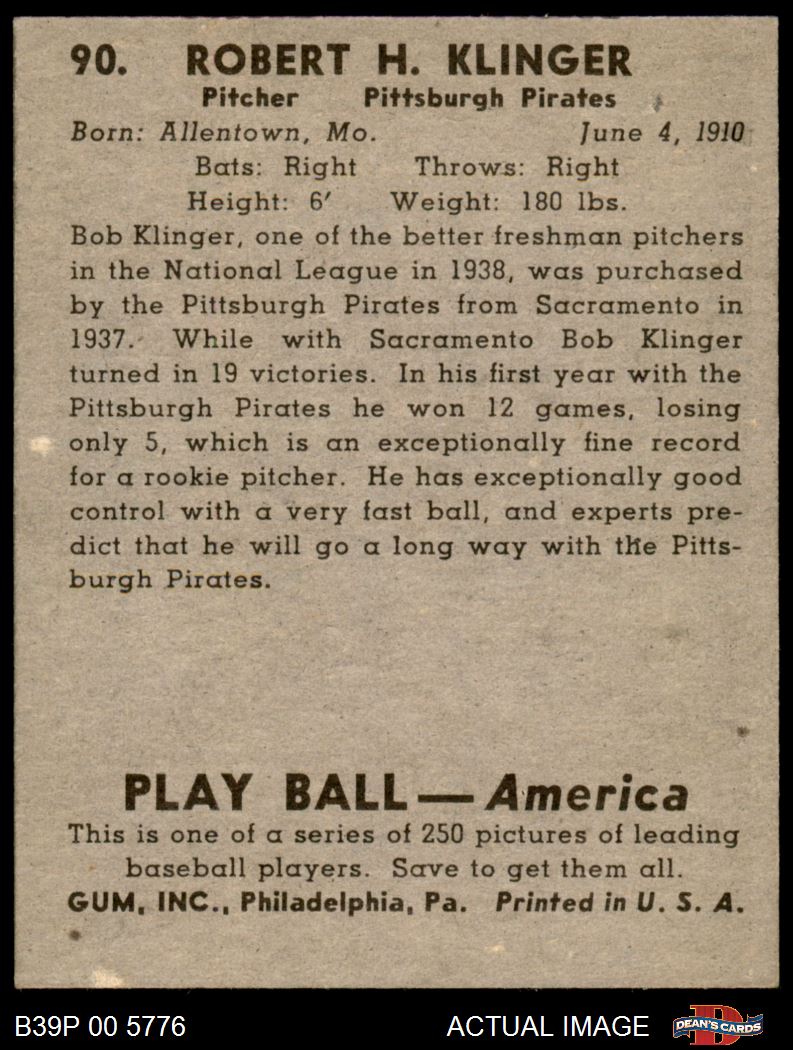 90. ROBERT H. KLINGER
Pitcher Pittsburgh Pirates
Born: Allentown, Mo. June 4, 1910
Bats: Right Throws: Right
Height: 6′ Weight: 180 lbs.
Bob Klinger, one of the better freshman pitchers
in the National League in 1938, was purchased
by the Pittsburgh Pirates from Sacramento in
1937. While with Sacramento Bob Klinger
turned in 19 victories. In his first year with the
Pittsburgh Pirates he won 12 games, losing
only 5, which is an exceptionally fine record
for a rookie pitcher. He has exceptionally good
control with a very fast ball, and experts pre-
dict that he will go a long way with the Pitts-
burgh Pirates.
PLAY BALL — America
This is one of a series of 250 pictures of leading
baseball players. Save to get them all.
GUM, INC., Philadelphia, Pa. Printed in U. S. A.
B39P 00 5776 ACTUAL IMAGE D DEAN'S CARDS